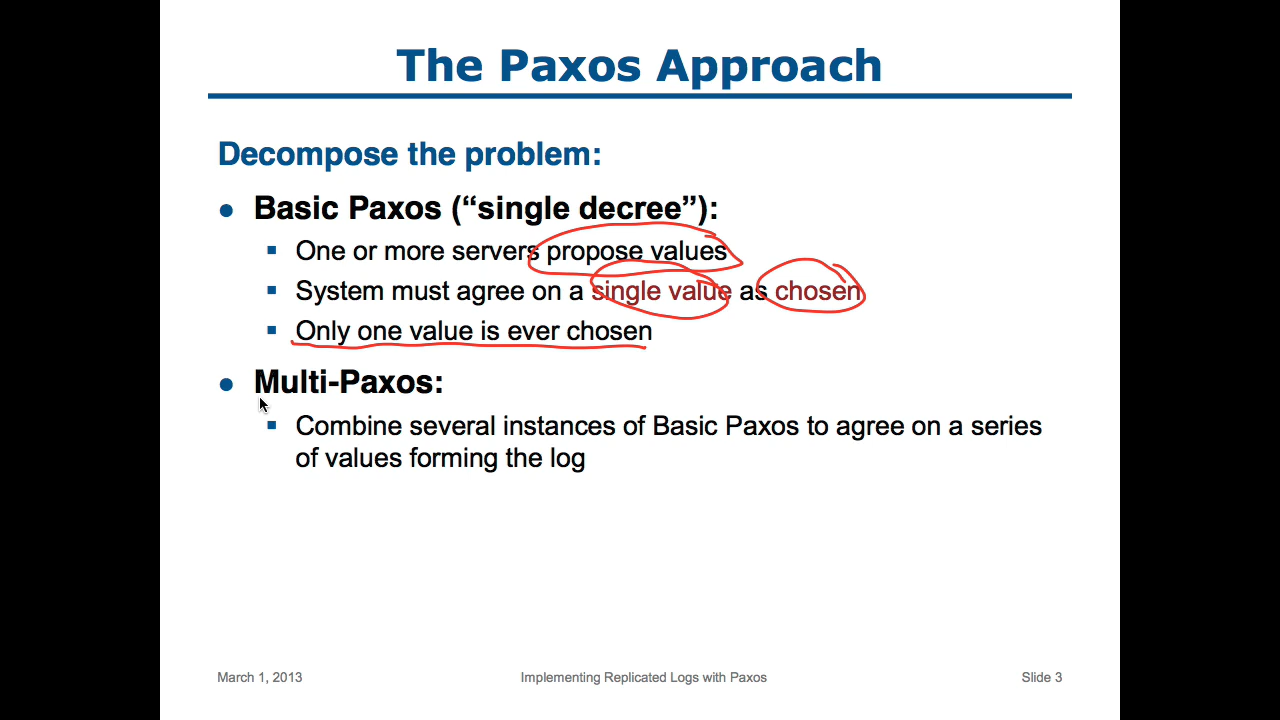 The Paxos Approach
Decompose the problem:
● Basic Paxos (“single decree”):
▪ One or more servers propose values
▪ System must agree on a single value as chosen
▪ Only one value is ever chosen
● Multi-Paxos:
▪ Combine several instances of Basic Paxos to agree on a series
of values forming the log
March 1, 2013 Implementing Replicated Logs with Paxos Slide 3